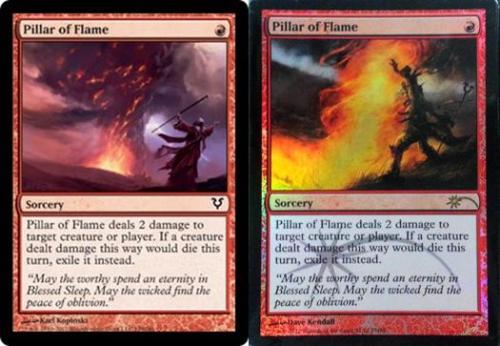 Pillar of Flame
Sorcery
Pillar of Flame deals 2 damage to
target creature or player. If a creature
dealt damage this way would die this
turn, exile it instead.
"May the worthy spend an eternity in
Blessed Sleep. May the wicked find the
peace of oblivion."
Karl Kopinski
Pillar of Flame
Sorcery
Pillar of Flame deals 2 damage to
target creature or player. If a creature
dealt damage this way would die this
turn, exile it instead.
"May the worthy spend an eternity in
Blessed Sleep. May the wicked find the
peace of oblivion."
Dave Kendall